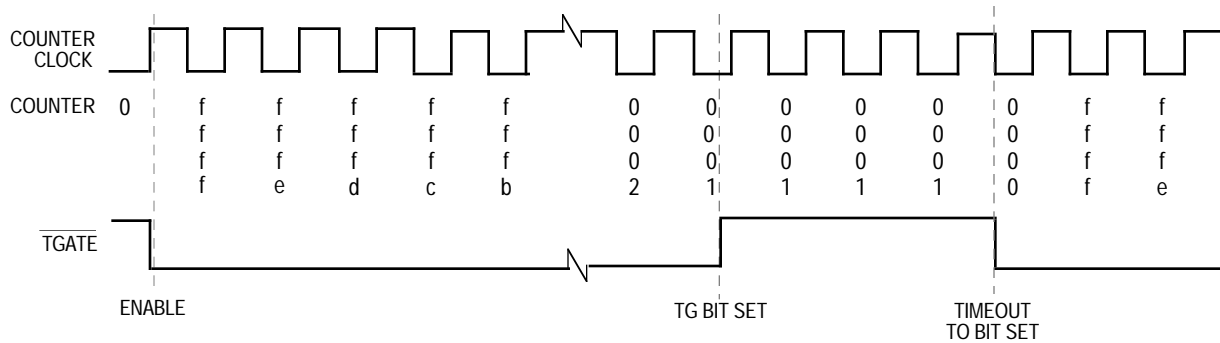 COUNTER
CLOCK
COUNTER 0 f f f f f 0 0 0 0 0 0 f f
f f f f f 0 0 0 0 0 0 f f
f f f f f 0 0 0 0 0 0 f f
f e d c b 2 1 1 1 1 0 f e
TGATE
ENABLE
TG BIT SET
TIMEOUT
TO BIT SET